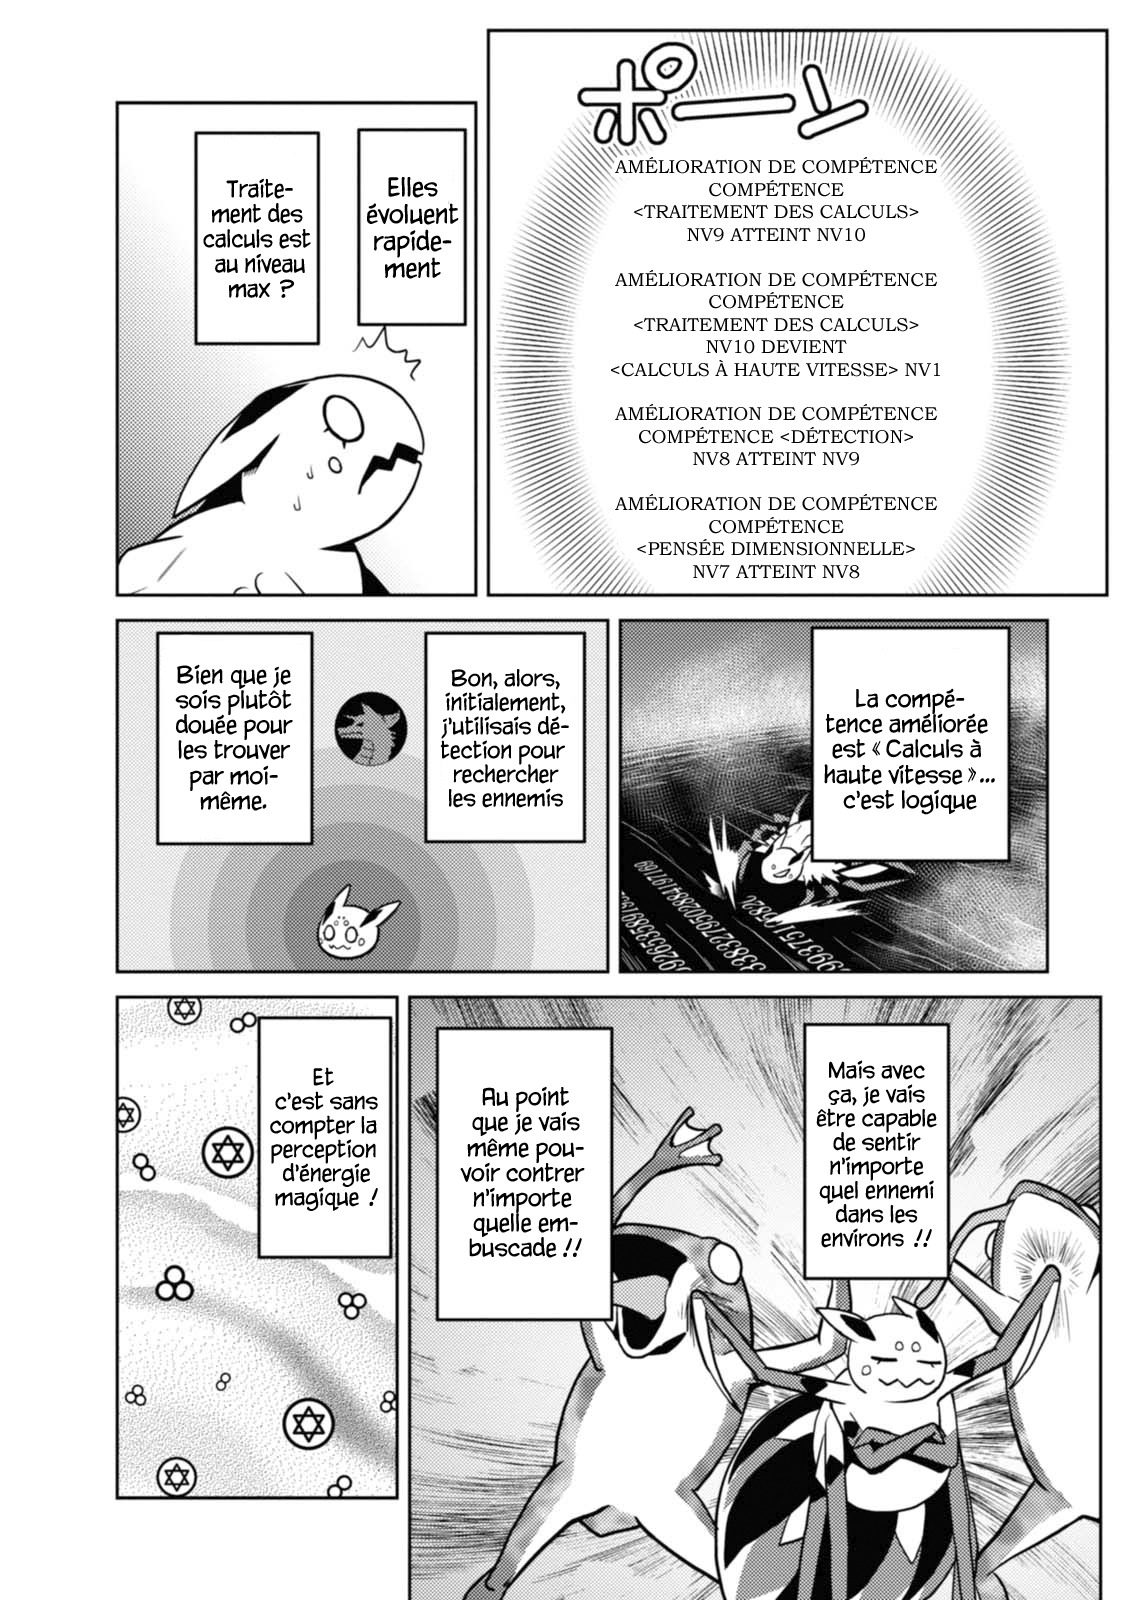 ポーン
AMÉLIORATION DE COMPÉTENCE
COMPÉTENCE
<TRAITEMENT DES CALCULS>
NV9 ATTEINT NV10
AMÉLIORATION DE COMPÉTENCE
COMPÉTENCE
<TRAITEMENT DES CALCULS>
NV10 DEVIENT
<CALCULS À HAUTE VITESSE> NV1
AMÉLIORATION DE COMPÉTENCE
COMPÉTENCE <DÉTECTION>
NV8 ATTEINT NV9
AMÉLIORATION DE COMPÉTENCE
COMPÉTENCE
<PENSÉE DIMENSIONNELLE>
NV7 ATTEINT NV8
Elles
évoluent
rapide-
ment
Traite-
ment des
calculs est
au niveau
max ?
La compé-
tence améliorée
est « Calculs à
haute vitesse »...
c'est logique
Bon, alors,
initialement,
j'utilisais dé-
tection pour
rechercher
les ennemis
Bien que je
sois plutôt
douée pour
les trouver
par moi-
même.
Mais avec
ça, je vais
être capable
de sentir
n'importe
quel ennemi
dans les
environs !!
Au point
que je vais
même pou-
voir contrer
n'importe
quelle em-
buscade !!
Et
c'est sans
compter la
perception
d'énergie
magique !